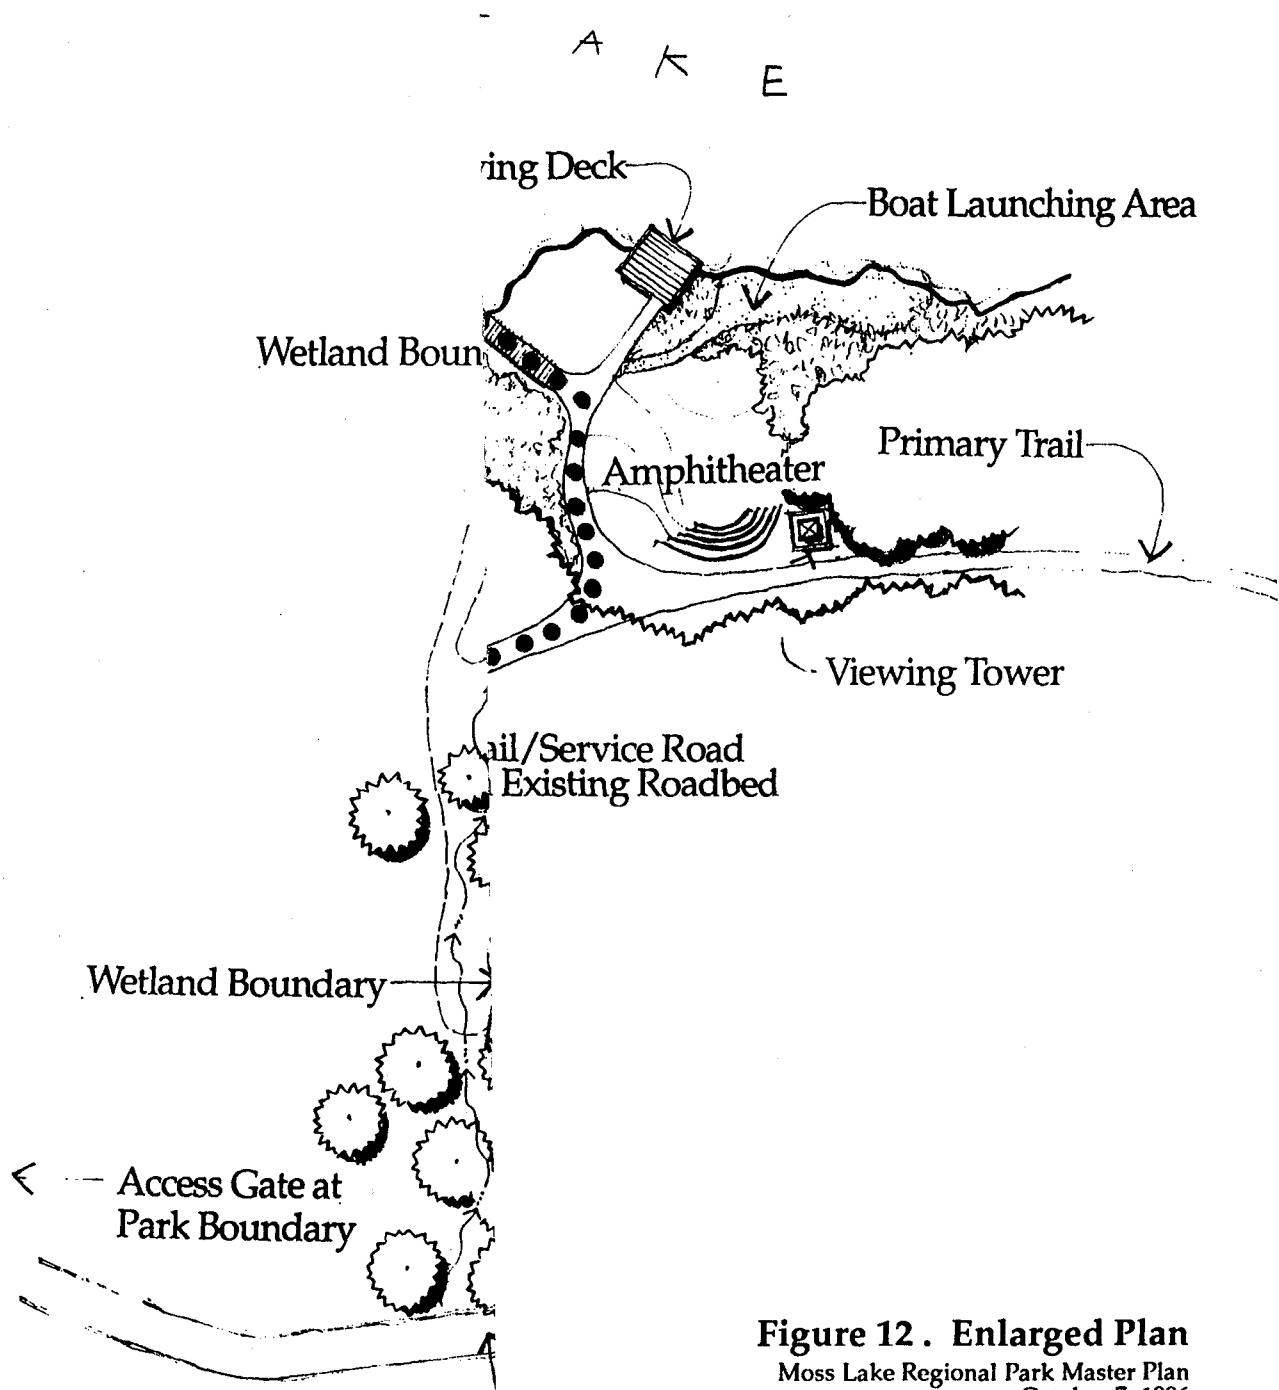 A K E
ing Deck
Boat Launching Area
Wetland Boun
Primary Trail
Amphitheater
Viewing Tower
ail/Service Road
Existing Roadbed
Wetland Boundary
Access Gate at
Park Boundary
Figure 12. Enlarged Plan
Moss Lake Regional Park Master Plan